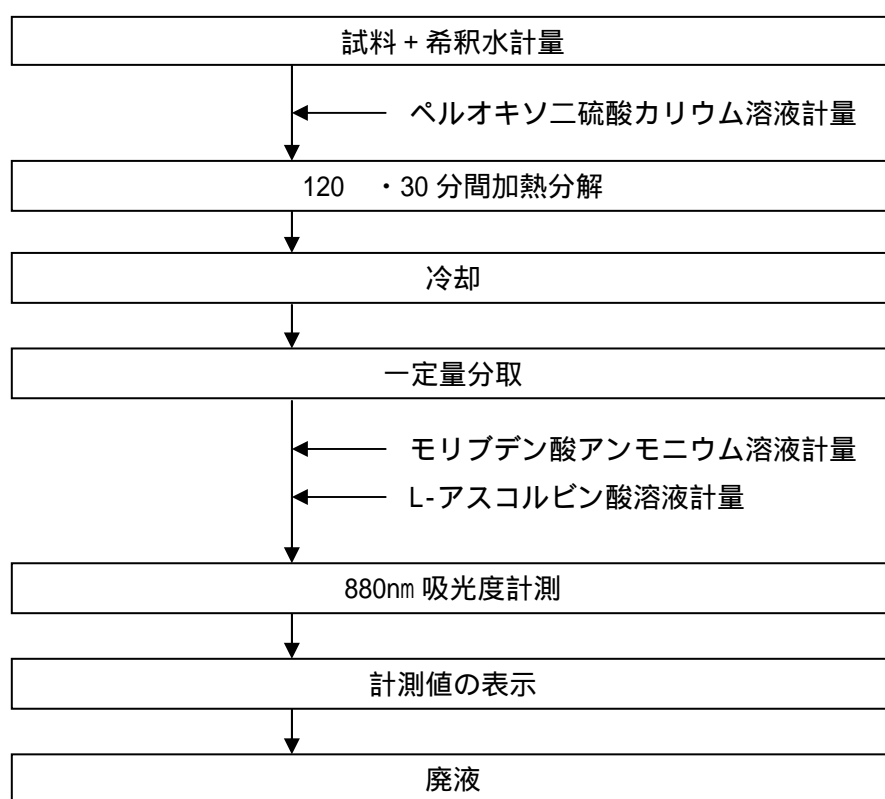 試料 + 希釈水計量
ペルオキソ二硫酸カリウム溶液計量
120　・30 分間加熱分解
冷却
一定量分取
モリブデン酸アンモニウム溶液計量
L-アスコルビン酸溶液計量
880㎚ 吸光度計測
計測値の表示
廃液